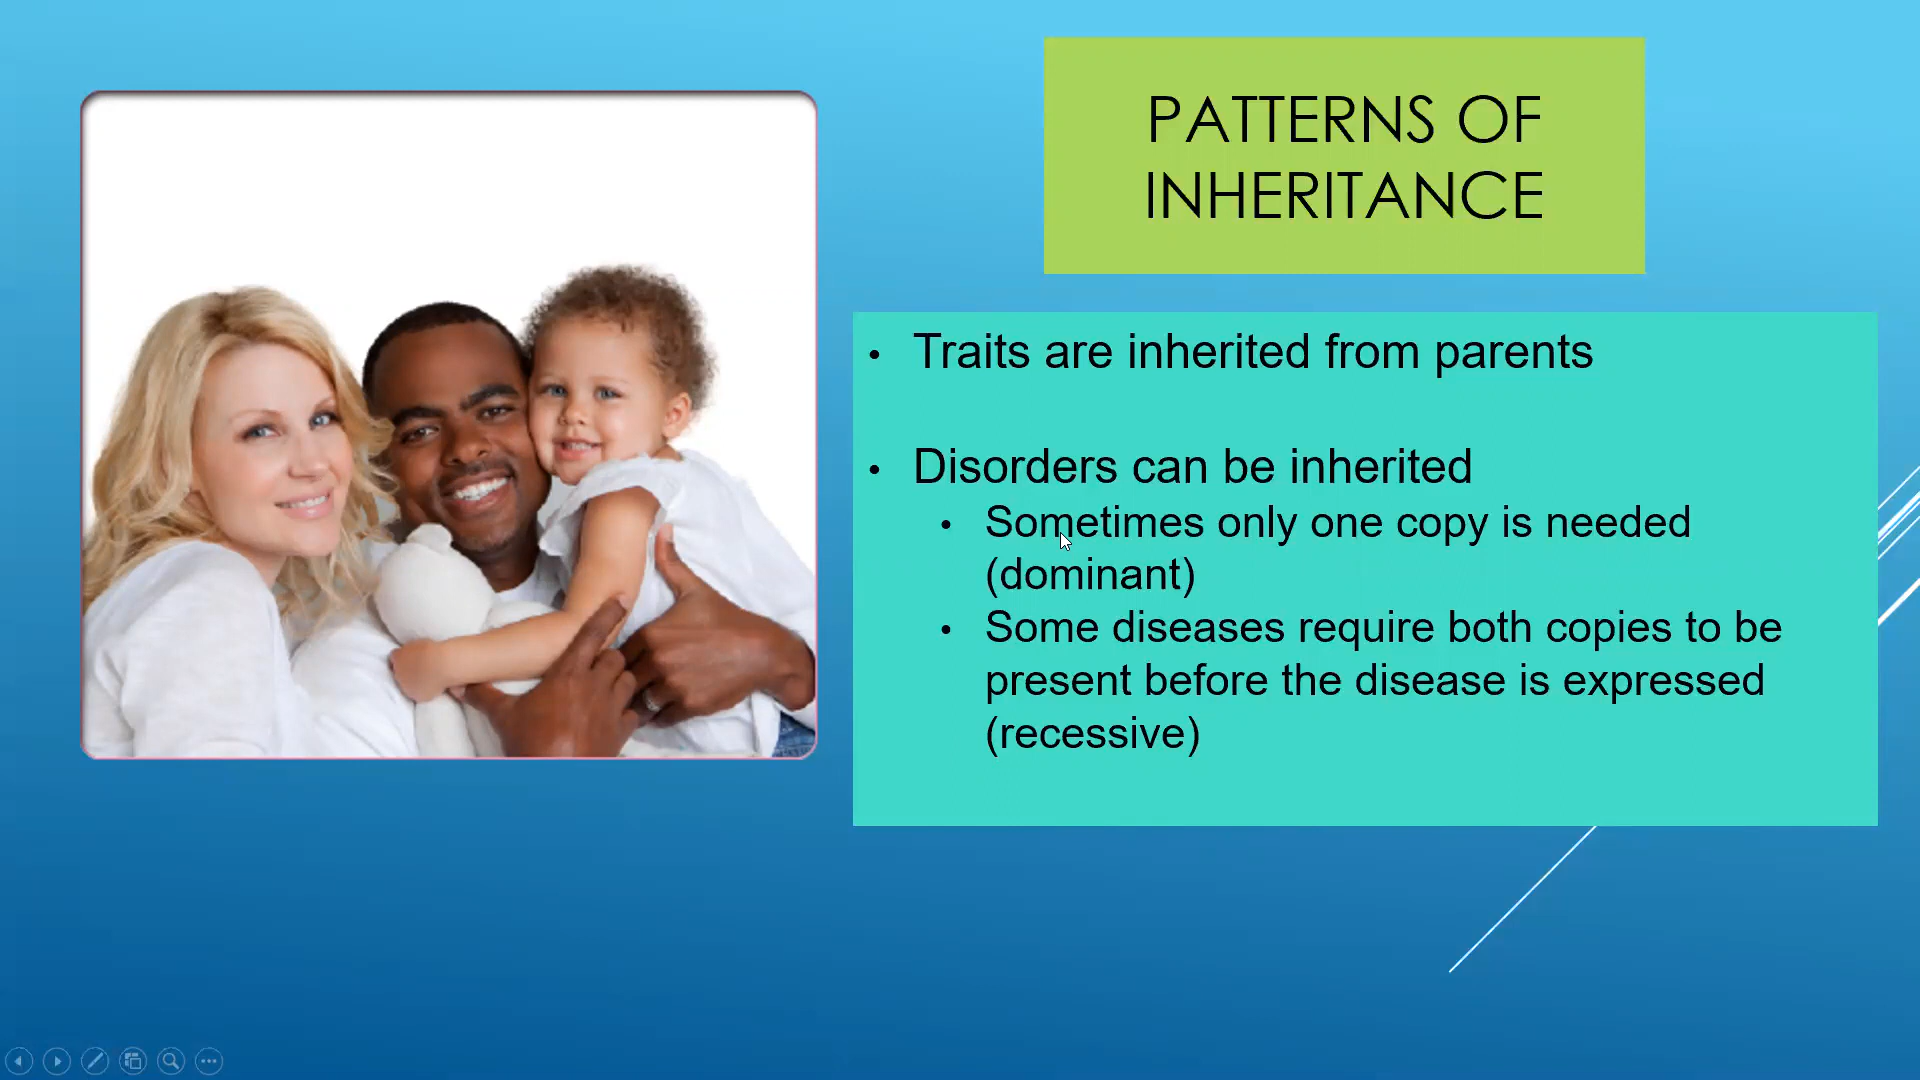 PATTERNS OF
INHERITANCE
• Traits are inherited from parents
• Disorders can be inherited
• Sometimes only one copy is needed
(dominant)
• Some diseases require both copies to be
present before the disease is expressed
(recessive)